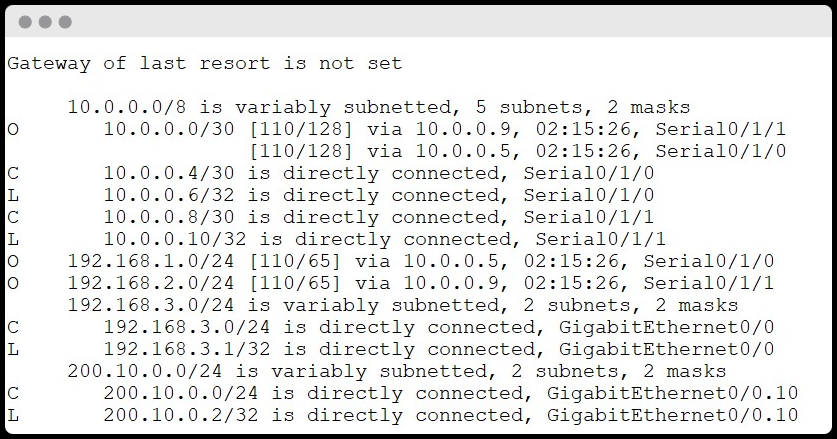 Gateway of last resort is not set
10.0.0.0/8 is variably subnetted, 5 subnets, 2 masks
O 10.0.0.0/30 [110/128] via 10.0.0.9, 02:15:26, Serial0/1/1
[110/128] via 10.0.0.5, 02:15:26, Serial0/1/0
C 10.0.0.4/30 is directly connected, Serial0/1/0
L 10.0.0.6/32 is directly connected, Serial0/1/0
C 10.0.0.8/30 is directly connected, Serial0/1/1
L 10.0.0.10/32 is directly connected, Serial0/1/1
O 192.168.1.0/24 [110/65] via 10.0.0.5, 02:15:26, Serial0/1/0
O 192.168.2.0/24 [110/65] via 10.0.0.9, 02:15:26, Serial0/1/1
192.168.3.0/24 is variably subnetted, 2 subnets, 2 masks
C 192.168.3.0/24 is directly connected, GigabitEthernet0/0
L 192.168.3.1/32 is directly connected, GigabitEthernet0/0
200.10.0.0/24 is variably subnetted, 2 subnets, 2 masks
C 200.10.0.0/24 is directly connected, GigabitEthernet0/0.10
L 200.10.0.2/32 is directly connected, GigabitEthernet0/0.10